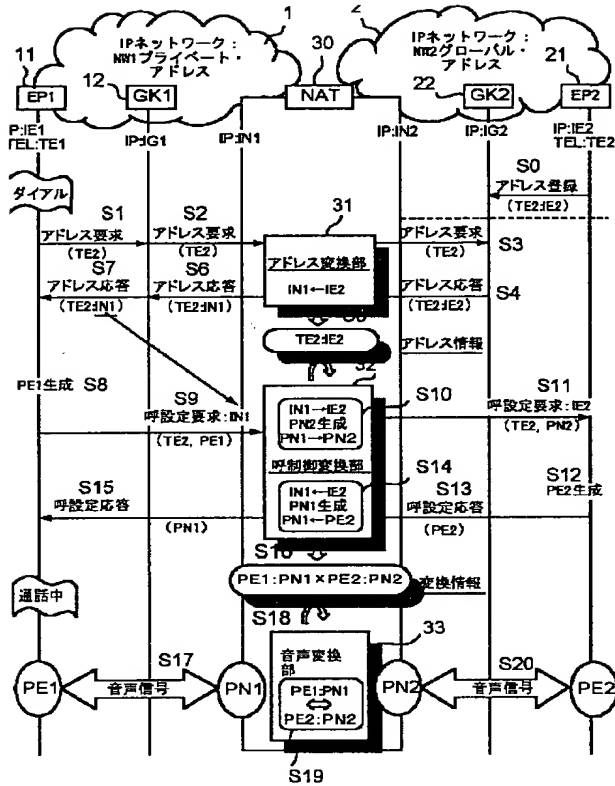 1
2
IPネットワーク：
NW1プライベート・
アドレス
IPネットワーク：
NW2グローバル・
アドレス
11
12
30
22
21
EP1
GK1
NAT
GK2
EP2
IP:IE1
TEL:TE1
IP:IG1
IP:IN1
IP:IN2
IP:IG2
IP:IE2
TEL:TE2
ダイアル
S0
アドレス登録
(TE2:IE2)
31
S1
アドレス要求
(TE2)
S2
アドレス要求
(TE2)
アドレス変換部
IN1←IE2
アドレス要求
(TE2)
S3
S7
アドレス応答
(TE2:IN1)
S6
アドレス応答
(TE2:IN1)
アドレス応答
(TE2:IE2)
S4
TE2:IE2
アドレス情報
32
PE1生成
S8
S9
呼設定要求:IN1
(TE2, PE1)
S10
IN1→IE2
PN2生成
PN1→PN2
S11
呼設定要求:IE2
(TE2, PN2)
呼制御変換部
S12
PE2生成
S14
IN1←IE2
PN1生成
PN1←PE2
S13
呼設定応答
(PE2)
S15
呼設定応答
(PN1)
S16
PE1:PN1×PE2:PN2
変換情報
通話中
S18
33
音声変換
部
PE1:PN1
⇔
PE2:PN2
S17
PE1
音声信号
PN1
PN2
S20
音声信号
PE2
S19